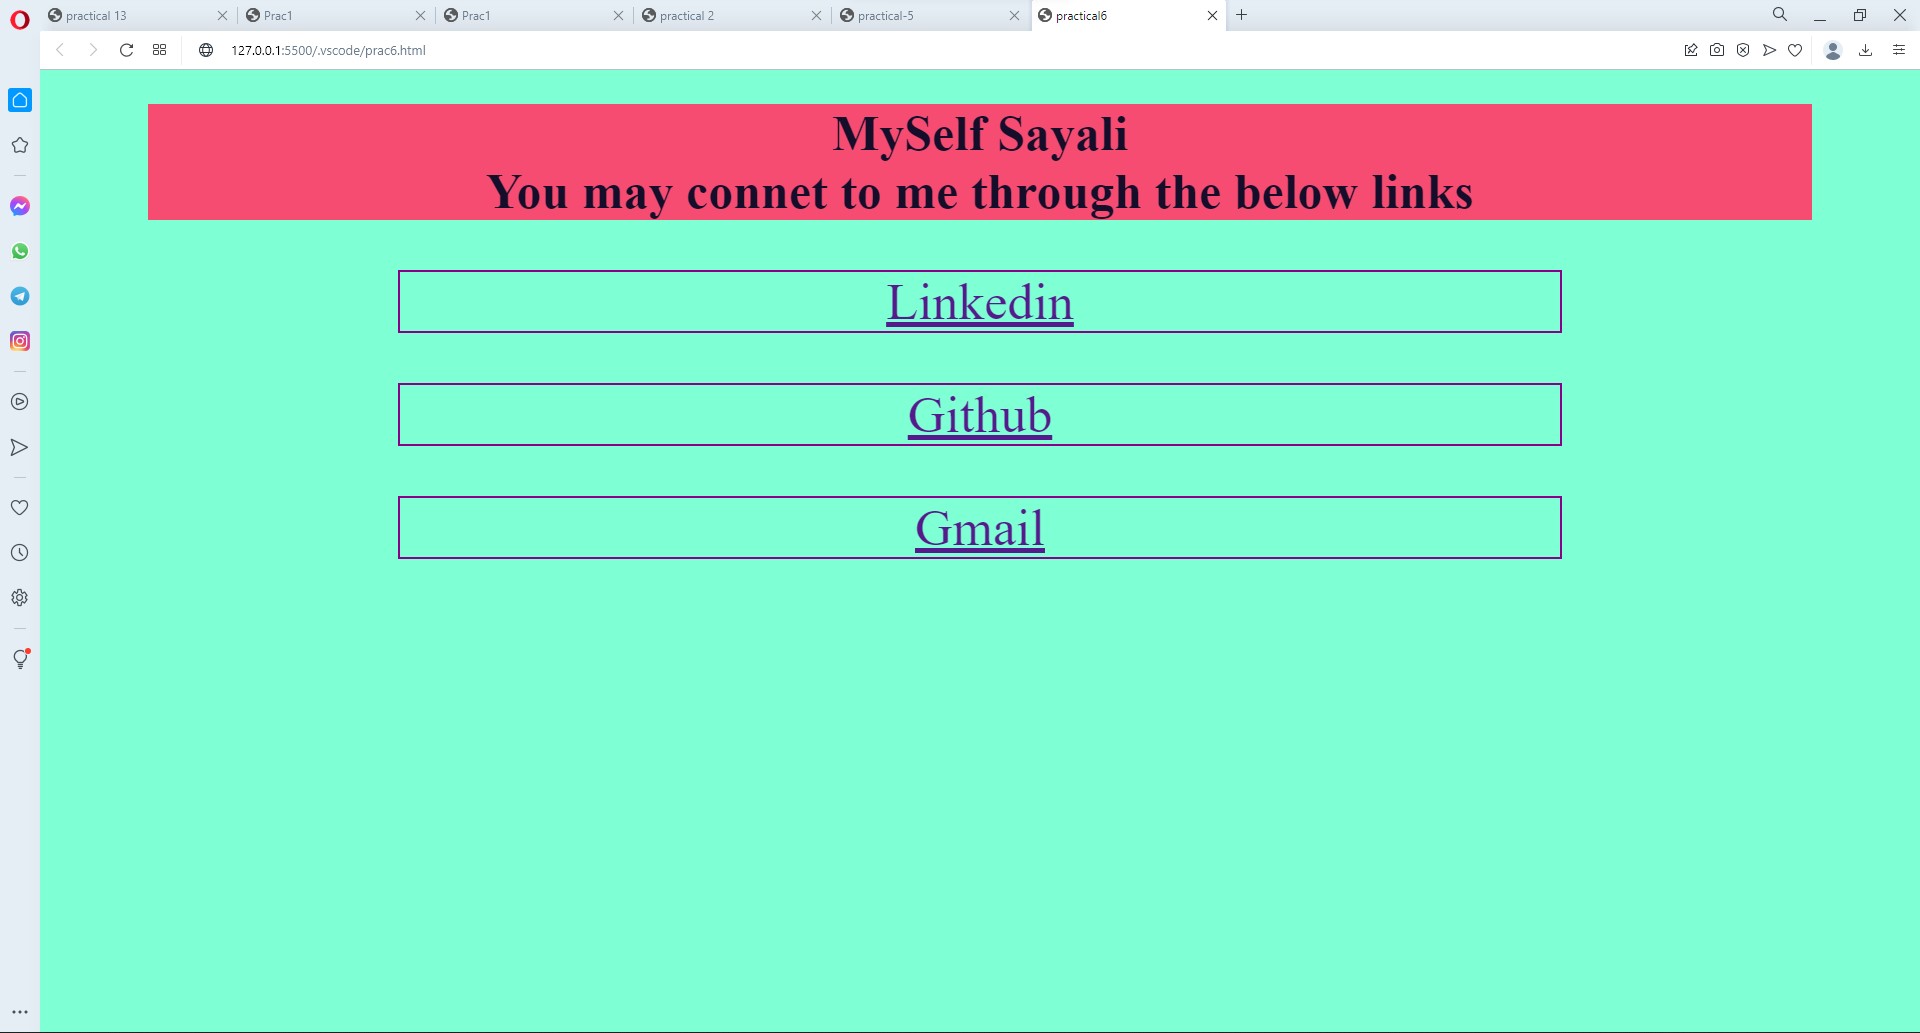 practical 13
Prac1
Prac1
practical 2
practical-5
practical6
127.0.0.1:5500/.vscode/prac6.html
MySelf Sayali
You may connet to me through the below links
Linkedin
Github
Gmail